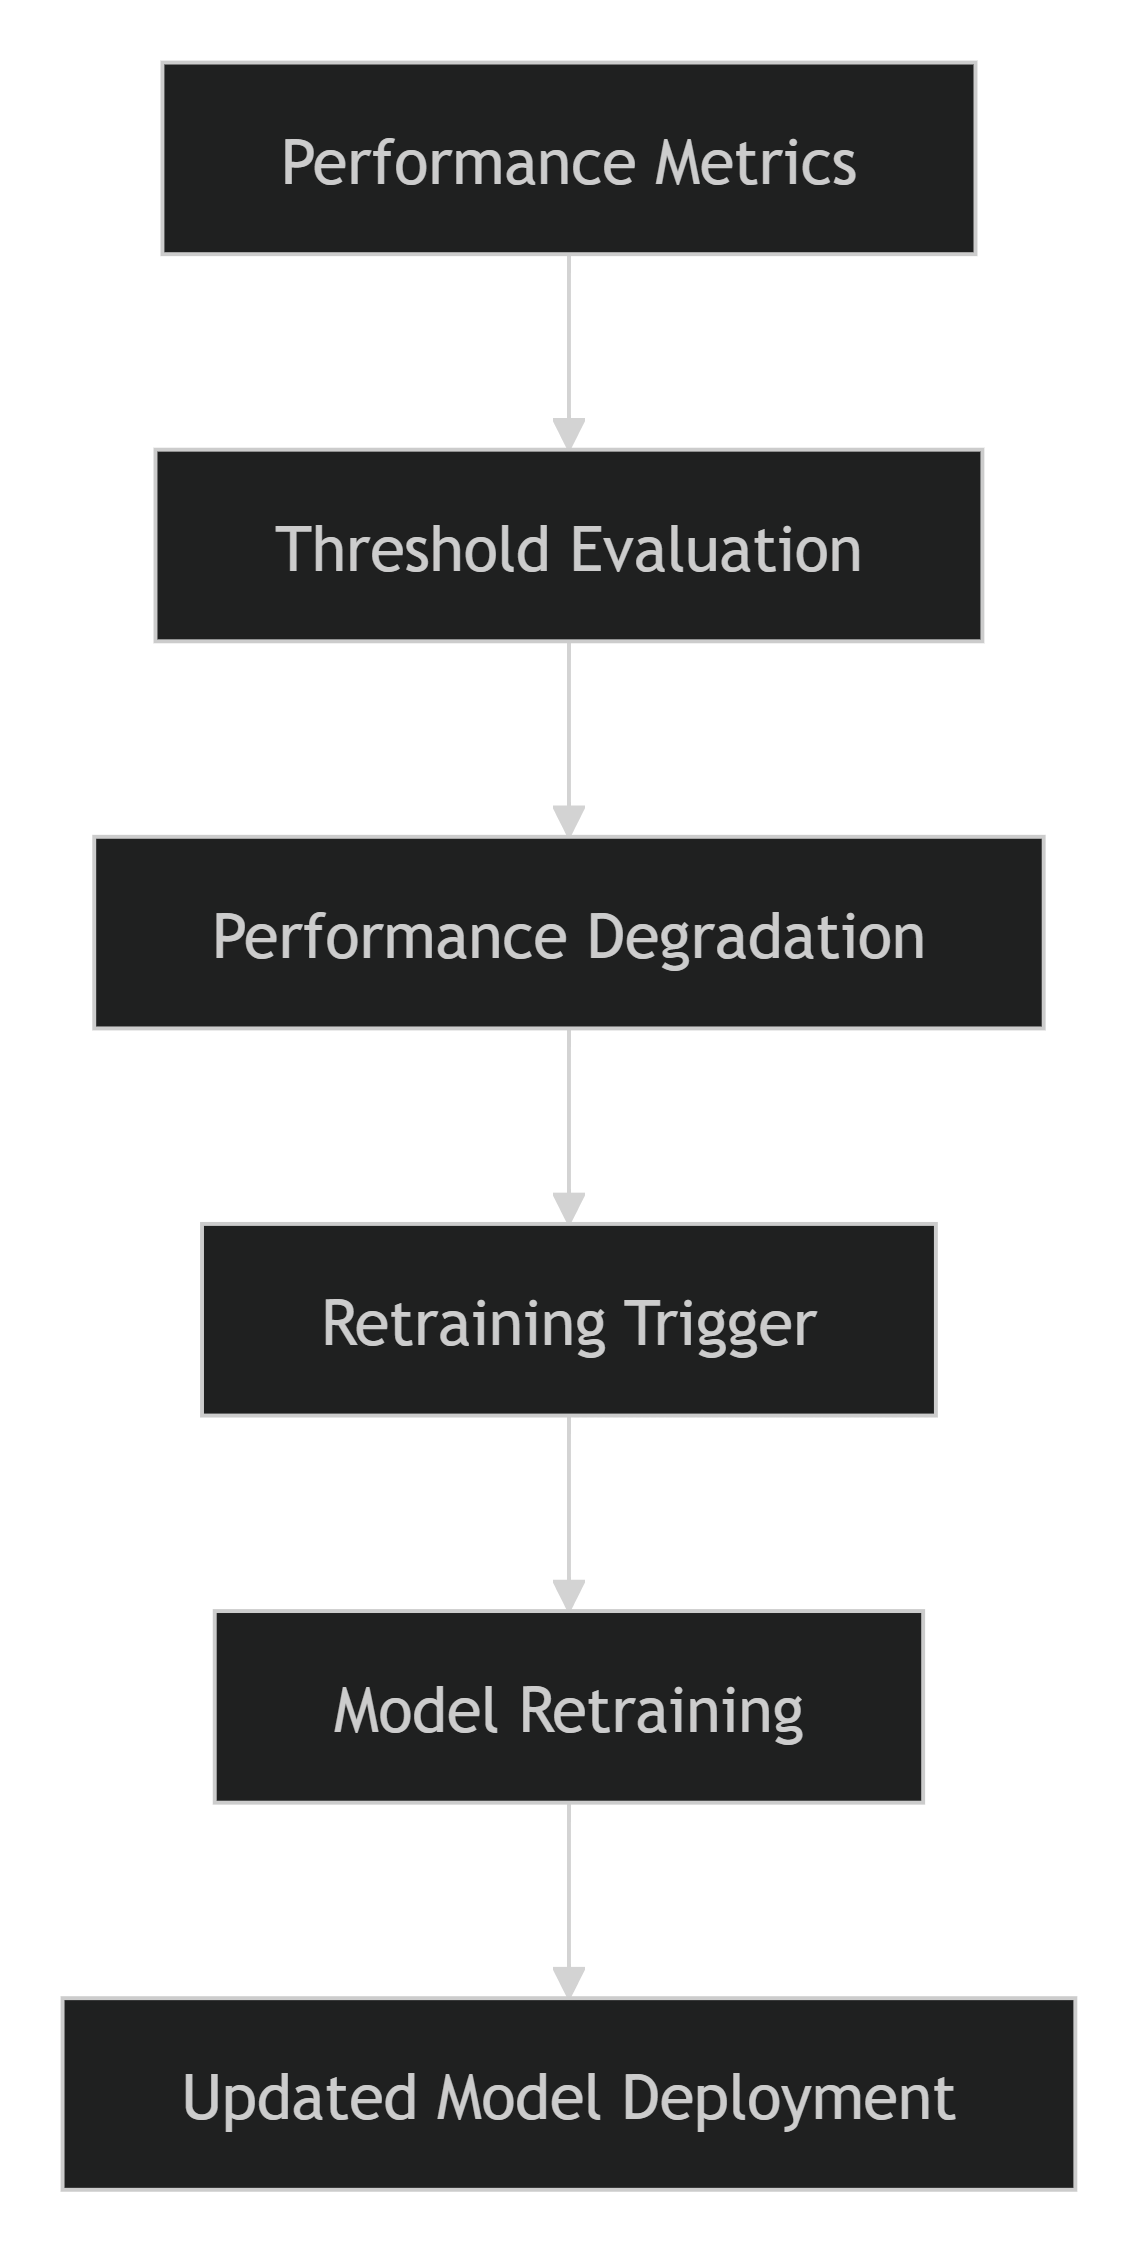 Performance Metrics
Threshold Evaluation
Performance Degradation
Retraining Trigger
Model Retraining
Updated Model Deployment